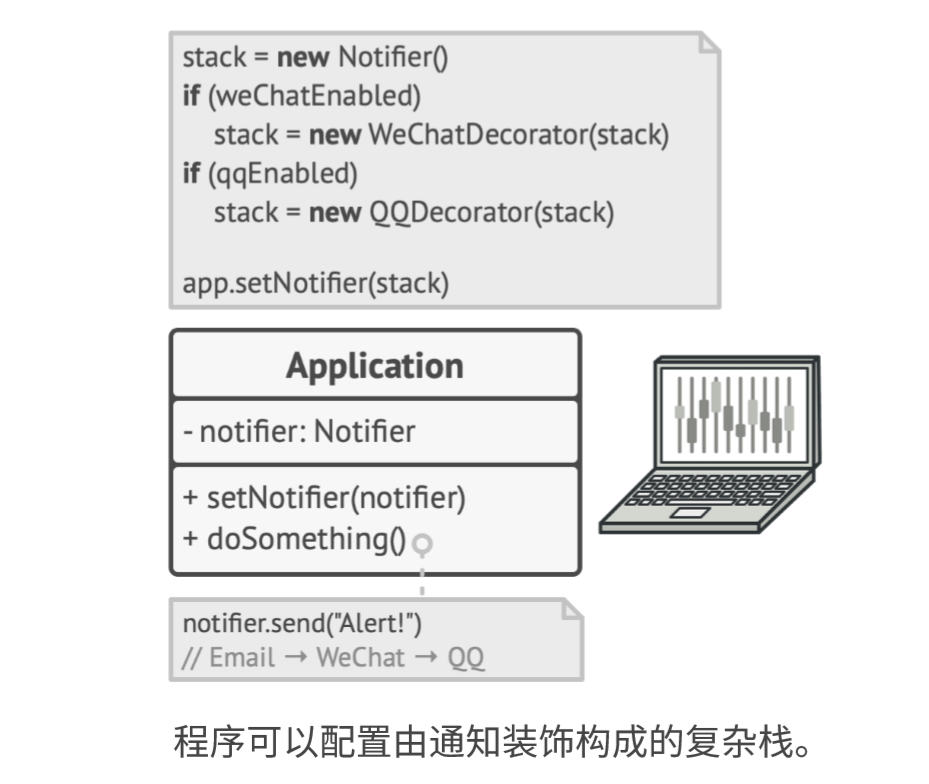 stack = new Notifier()
if (weChatEnabled)
    stack = new WeChatDecorator(stack)
if (qqEnabled)
    stack = new QQDecorator(stack)
app.setNotifier(stack)
Application
- notifier: Notifier
+ setNotifier(notifier)
+ doSomething()
notifier.send("Alert!")
// Email → WeChat → QQ
程序可以配置由通知装饰构成的复杂栈。